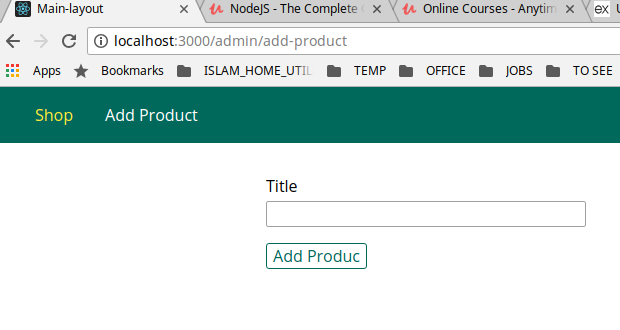 Main-layout NodeJS - The Complete Online Courses - Anytim ex
localhost:3000/admin/add-product
Apps Bookmarks ISLAM_HOME_UTIL TEMP OFFICE JOBS TO SEE
Shop Add Product
Title
Add Produc